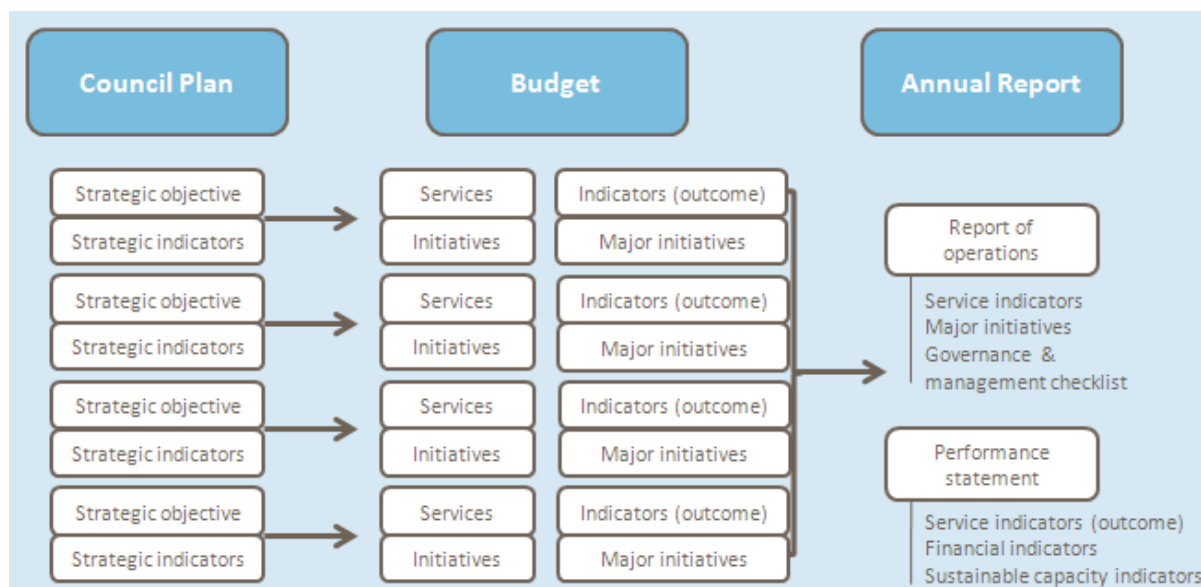 Council Plan
Budget
Annual Report
Strategic objective
Strategic indicators
Services
Initiatives
Indicators (outcome)
Major initiatives
Strategic objective
Strategic indicators
Services
Initiatives
Indicators (outcome)
Major initiatives
Strategic objective
Strategic indicators
Services
Initiatives
Indicators (outcome)
Major initiatives
Strategic objective
Strategic indicators
Services
Initiatives
Indicators (outcome)
Major initiatives
Report of
operations
Service indicators
Major initiatives
Governance &
management checklist
Performance
statement
Service indicators (outcome)
Financial indicators
Sustainable capacity indicators